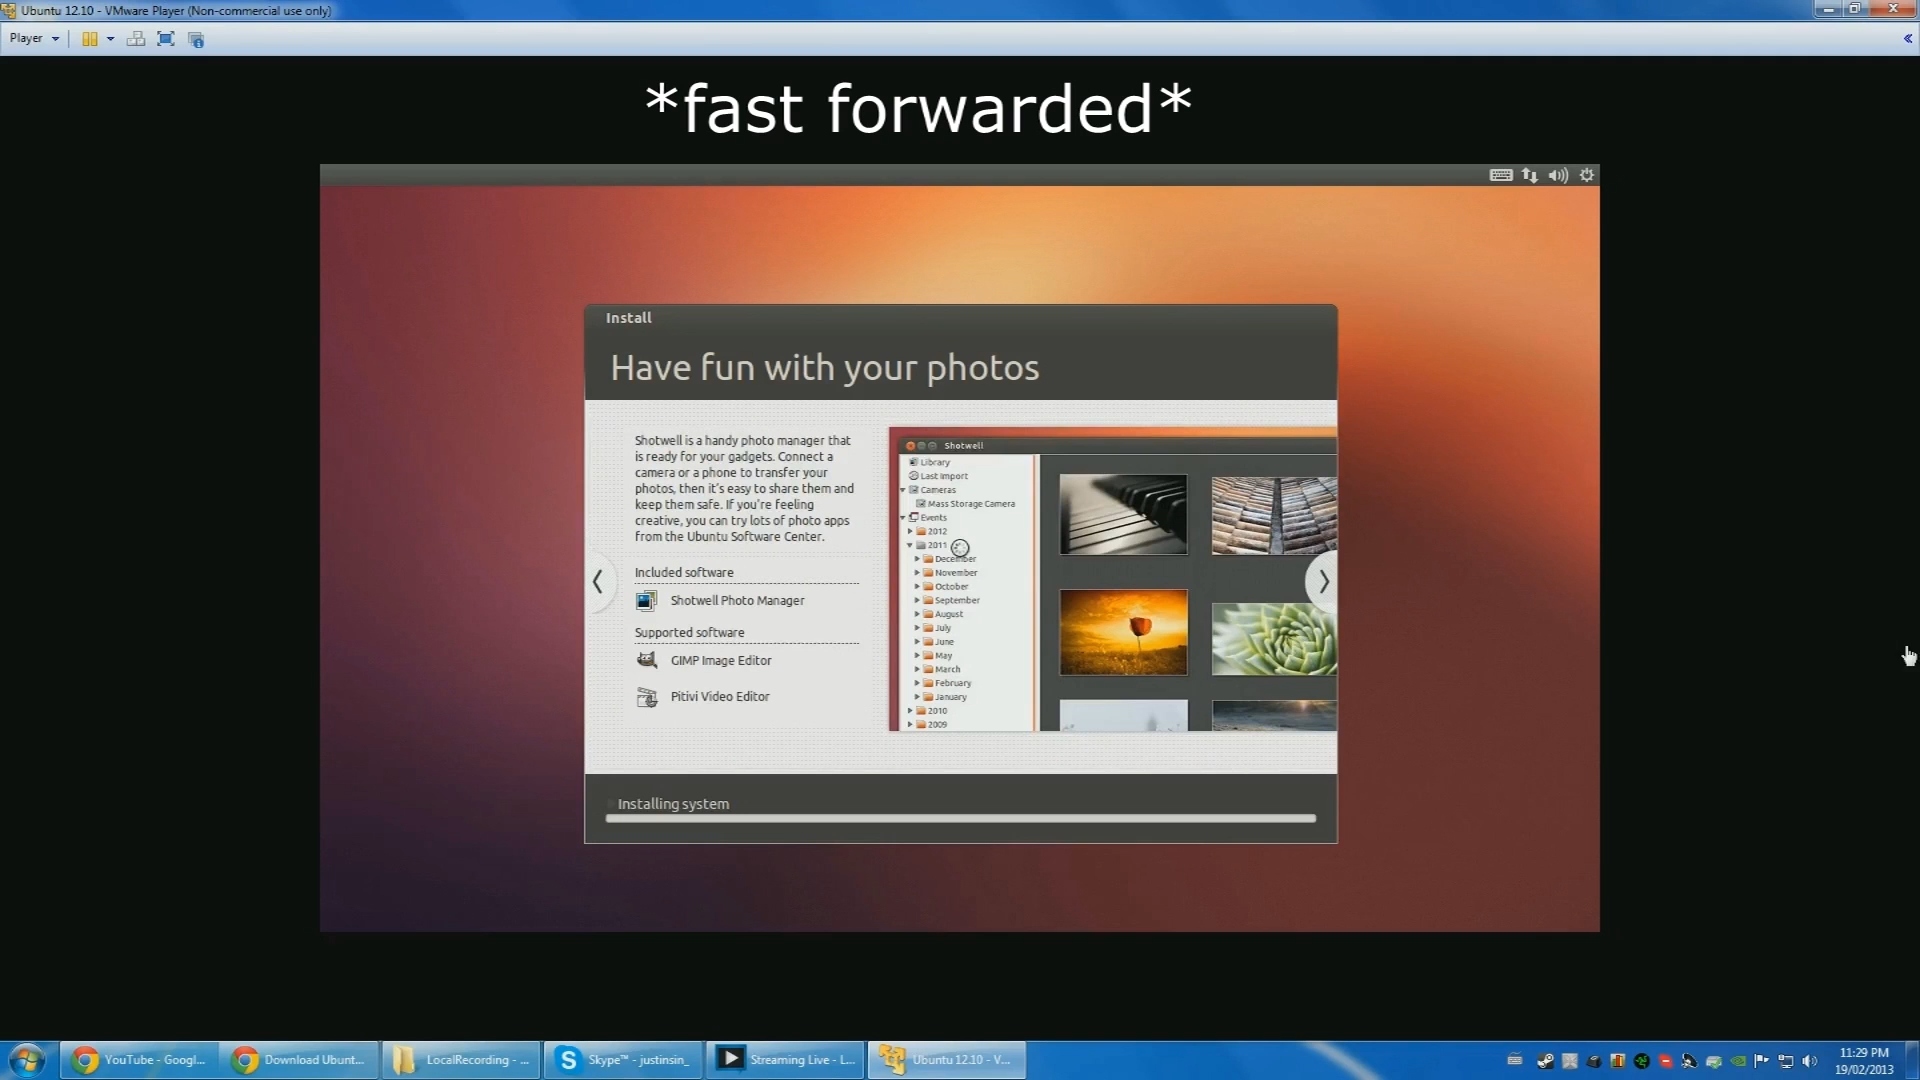 Ubuntu 12.10 - VMware Player (Non-commercial use only)
Player
*fast forwarded*
Install
Have fun with your photos
Shotwell is a handy photo manager that
is ready for your gadgets. Connect a
camera or a phone to transfer your
photos, then it's easy to share them and
keep them safe. If you're feeling
creative, you can try lots of photo apps
from the Ubuntu Software Center.
Included software
Shotwell Photo Manager
Supported software
GIMP Image Editor
Pitivi Video Editor
Shotwell
Library
Last Import
Cameras
Mass Storage Camera
Events
2012
2011
December
November
October
September
August
July
June
May
March
February
January
2010
2009
Installing system
YouTube - Googl...
Download Ubunt...
LocalRecording - ...
Skype™ - justinsin_
Streaming Live - L...
Ubuntu 12.10 - V...
11:29 PM
19/02/2013